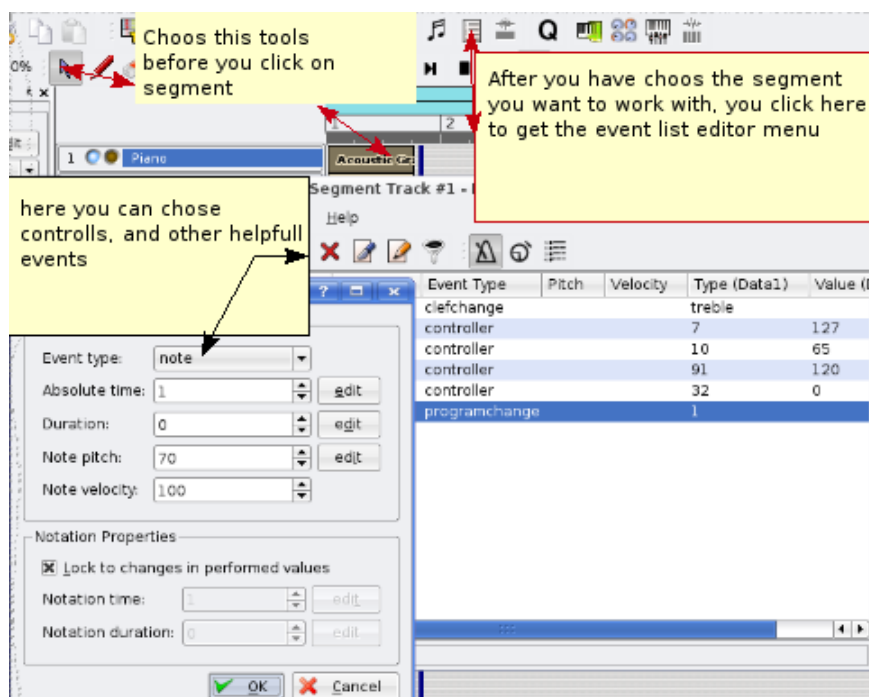 Choos this tools
before you click on
segment
Q
0%
After you have choos the segment
you want to work with, you click here
to get the event list editor menu
2
1 Piano
Acoustic Gr
Segment Track #1 -
here you can chose
controlls, and other helpfull
events
Help
Event Type Pitch Velocity Type (Data1) Value (
clefchange treble
controller 7 127
controller 10 65
controller 91 120
controller 32 0
programchange 1
Event type: note
Absolute time: 1 edit
Duration: 0 edit
Note pitch: 70 edit
Note velocity: 100
Notation Properties
Lock to changes in performed values
Notation time: 1 edit
Notation duration: 0 edit
OK Cancel